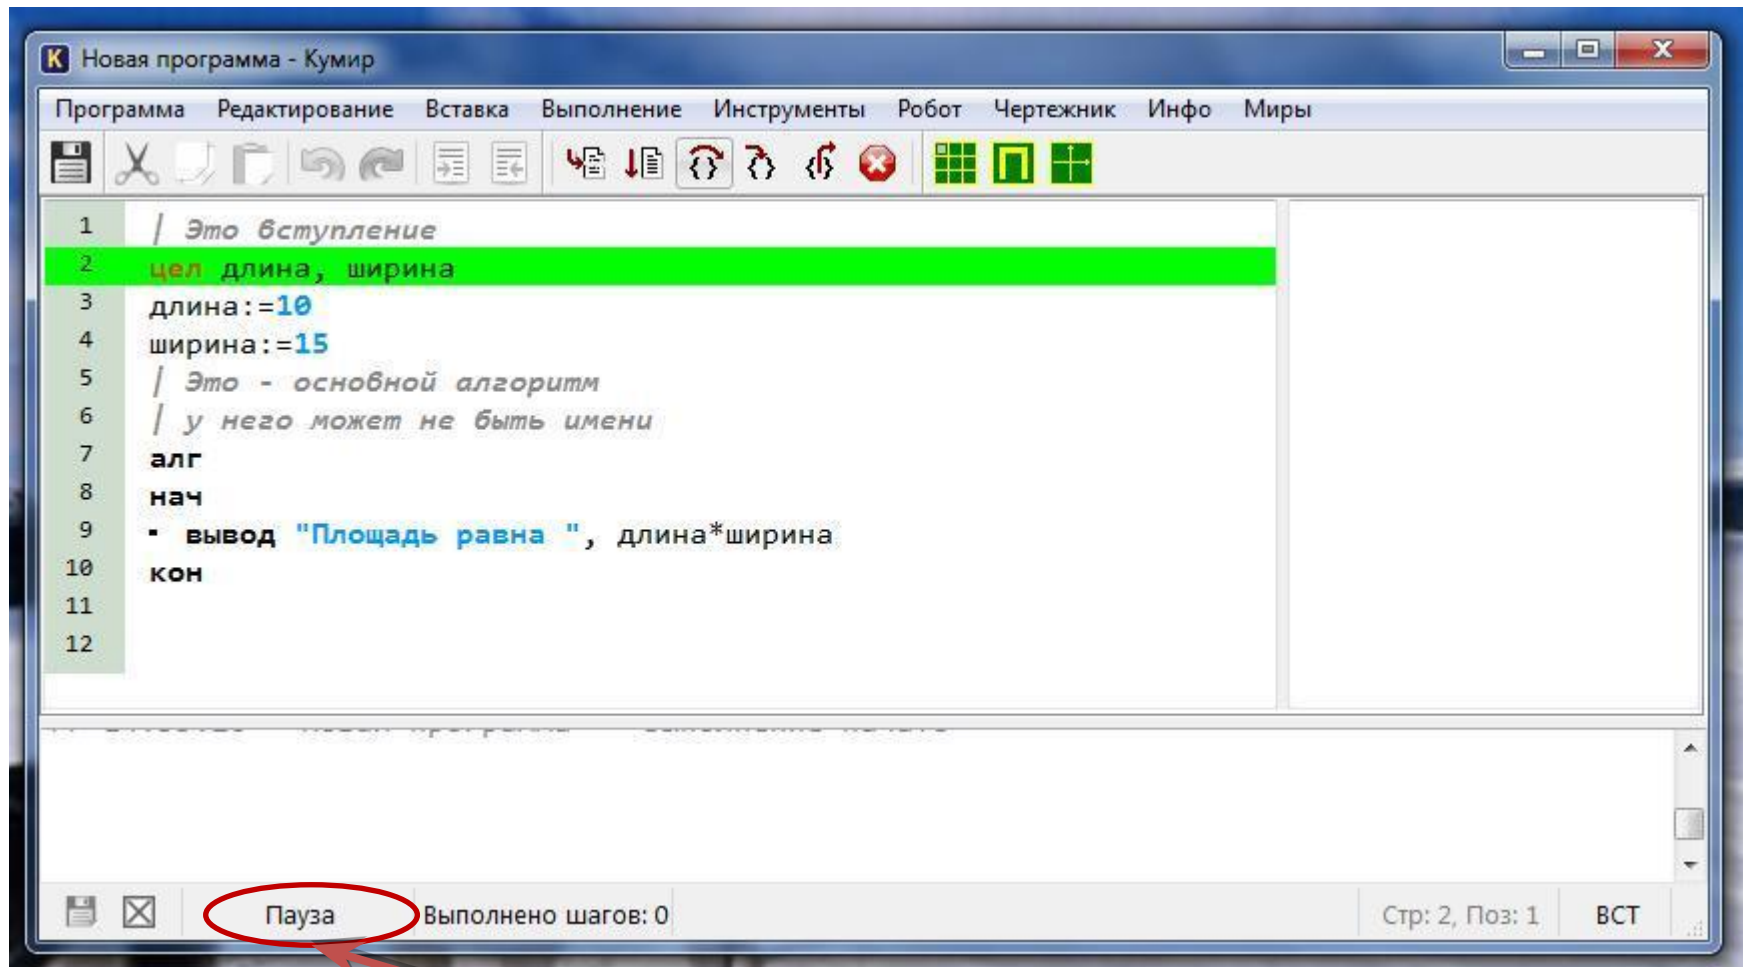 Новая программа - Кумир
Программа Редактирование Вставка Выполнение Инструменты Робот Чертежник Инфо Миры
1 | Это вступление
2 цел длина, ширина
3 длина:=10
4 ширина:=15
5 | Это - основной алгоритм
6 | у него может не быть имени
7 алг
8 нач
9 вывод "Площадь равна ", длина*ширина
10 кон
11
12
Пауза Выполнено шагов: 0 Стр: 2, Поз: 1 ВСТ